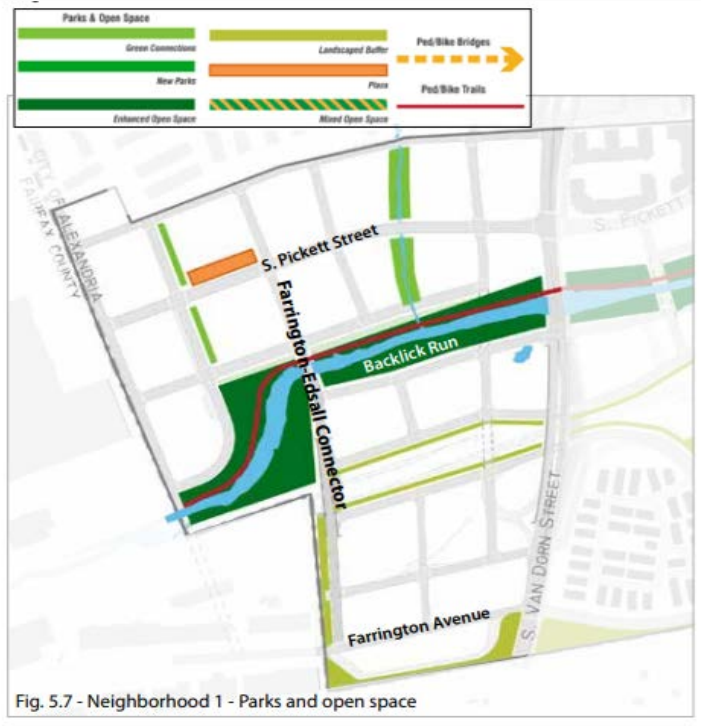 Parks & Open Space
Green Connections
New Parks
Enhanced Open Space
Landscaped Buffer
Plaza
Mixed Open Space
Ped/Bike Bridges
Ped/Bike Trails
CITY OF ALEXANDRIA
FAIRFAX COUNTY
S. Pickett Street
S. PICKETT
Farrington-Edsall Connector
Backlick Run
S. VAN DORN STREET
Farrington Avenue
Fig. 5.7 - Neighborhood 1 - Parks and open space